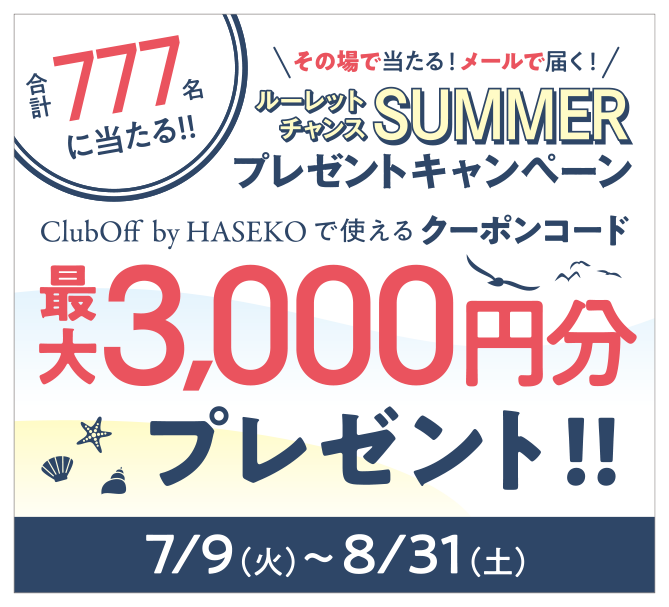 合計777名
に当たる!!
その場で当たる！メールで届く！
ルーレットチャンス SUMMER
プレゼントキャンペーン
ClubOff by HASEKO で使える クーポンコード
最大3,000円分
プレゼント!!
7/9（火）～8/31（土）